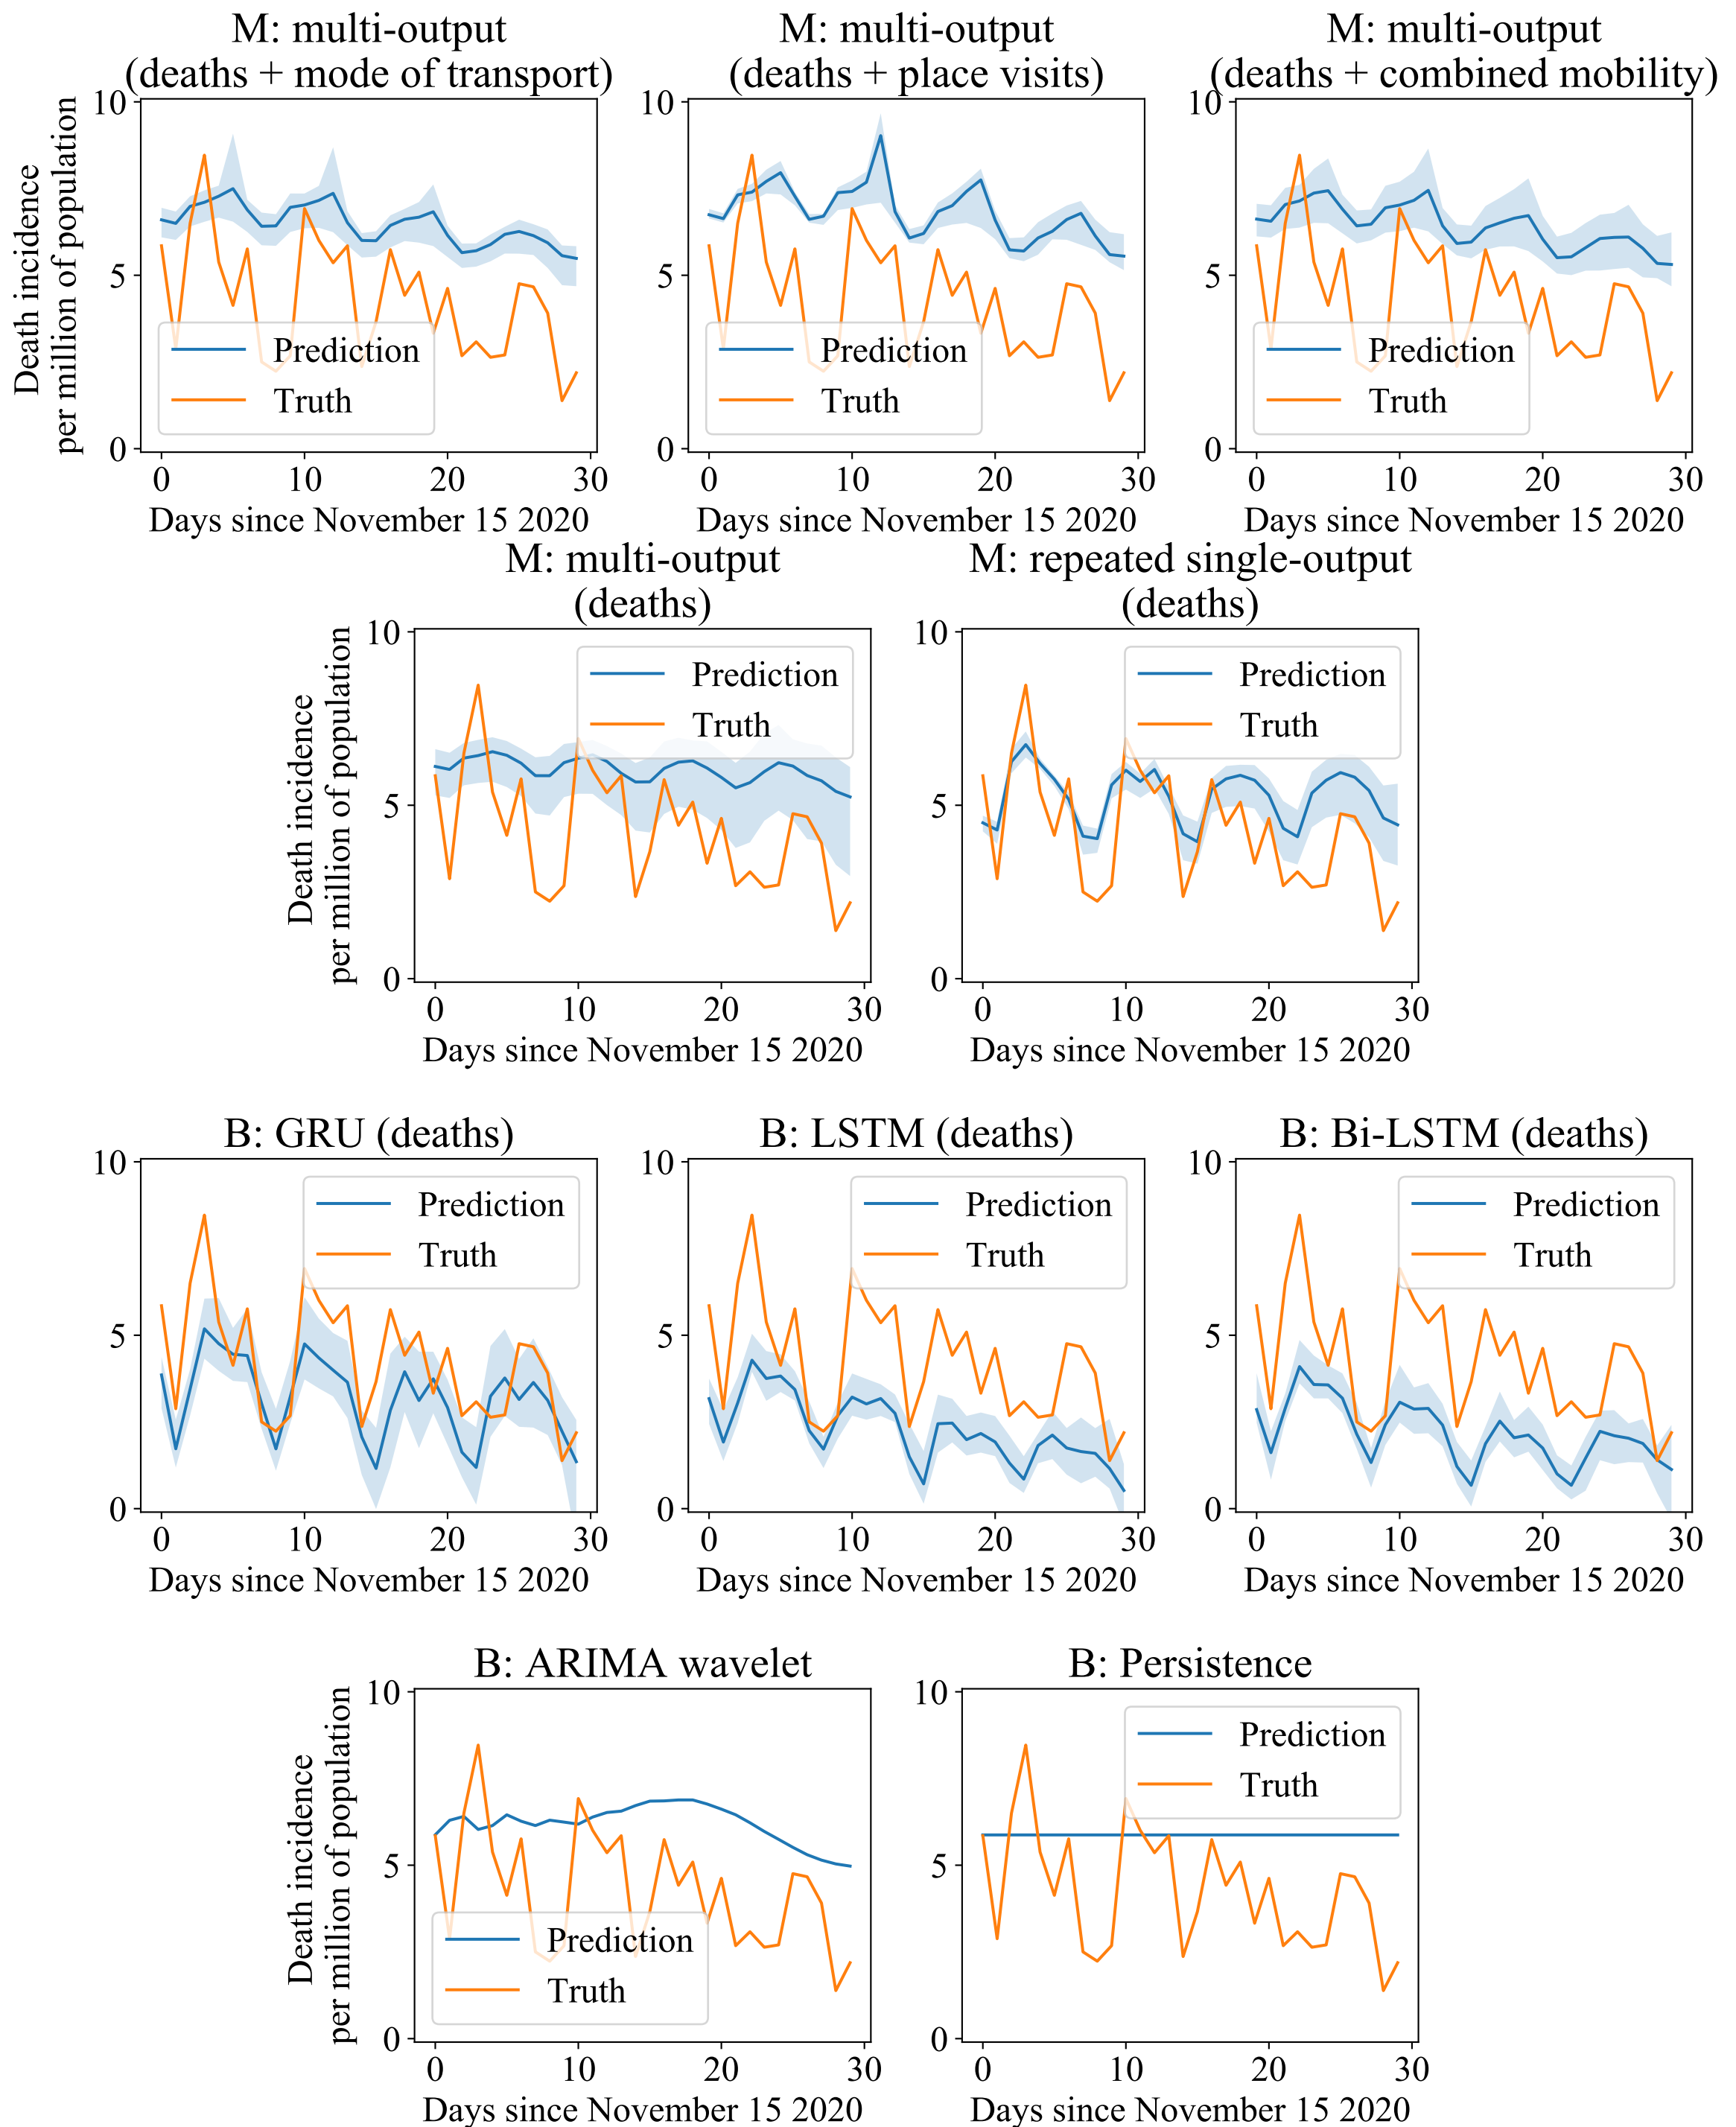 M: multi-output
(deaths + mode of transport)
M: multi-output
(deaths + place visits)
M: multi-output
(deaths + combined mobility)
Death incidence
per million of population
10
5
0
Prediction
Truth
0 10 20 30
Days since November 15 2020
10
5
0
Prediction
Truth
0 10 20 30
Days since November 15 2020
10
5
0
Prediction
Truth
0 10 20 30
Days since November 15 2020
M: multi-output
(deaths)
M: repeated single-output
(deaths)
Death incidence
per million of population
10
5
0
Prediction
Truth
0 10 20 30
Days since November 15 2020
10
5
0
Prediction
Truth
0 10 20 30
Days since November 15 2020
B: GRU (deaths)
10
5
0
Prediction
Truth
0 10 20 30
Days since November 15 2020
B: LSTM (deaths)
10
5
0
Prediction
Truth
0 10 20 30
Days since November 15 2020
B: Bi-LSTM (deaths)
10
5
0
Prediction
Truth
0 10 20 30
Days since November 15 2020
B: ARIMA wavelet
Death incidence
per million of population
10
5
0
Prediction
Truth
0 10 20 30
Days since November 15 2020
B: Persistence
10
5
0
Prediction
Truth
0 10 20 30
Days since November 15 2020